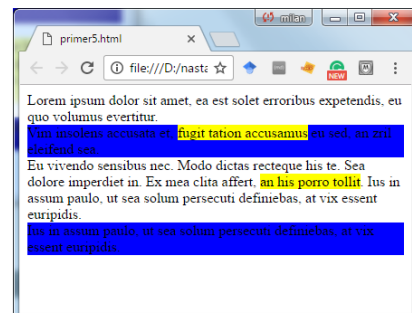 milan
primer5.html
file:///D:/nasta
NEW
Lorem ipsum dolor sit amet, ea est solet erroribus expetendis, eu
quo volumus evertitur.
Vim insolens accusata et, fugit tation accusamus eu sed, an zril
eleifend sea.
Eu vivendo sensibus nec. Modo dictas recteque his te. Sea
dolore imperdiet in. Ex mea clita affert, an his porro tollit. Ius in
assum paulo, ut sea solum persecuti definiebas, at vix essent
euripidis.
Ius in assum paulo, ut sea solum persecuti definiebas, at vix
essent euripidis.